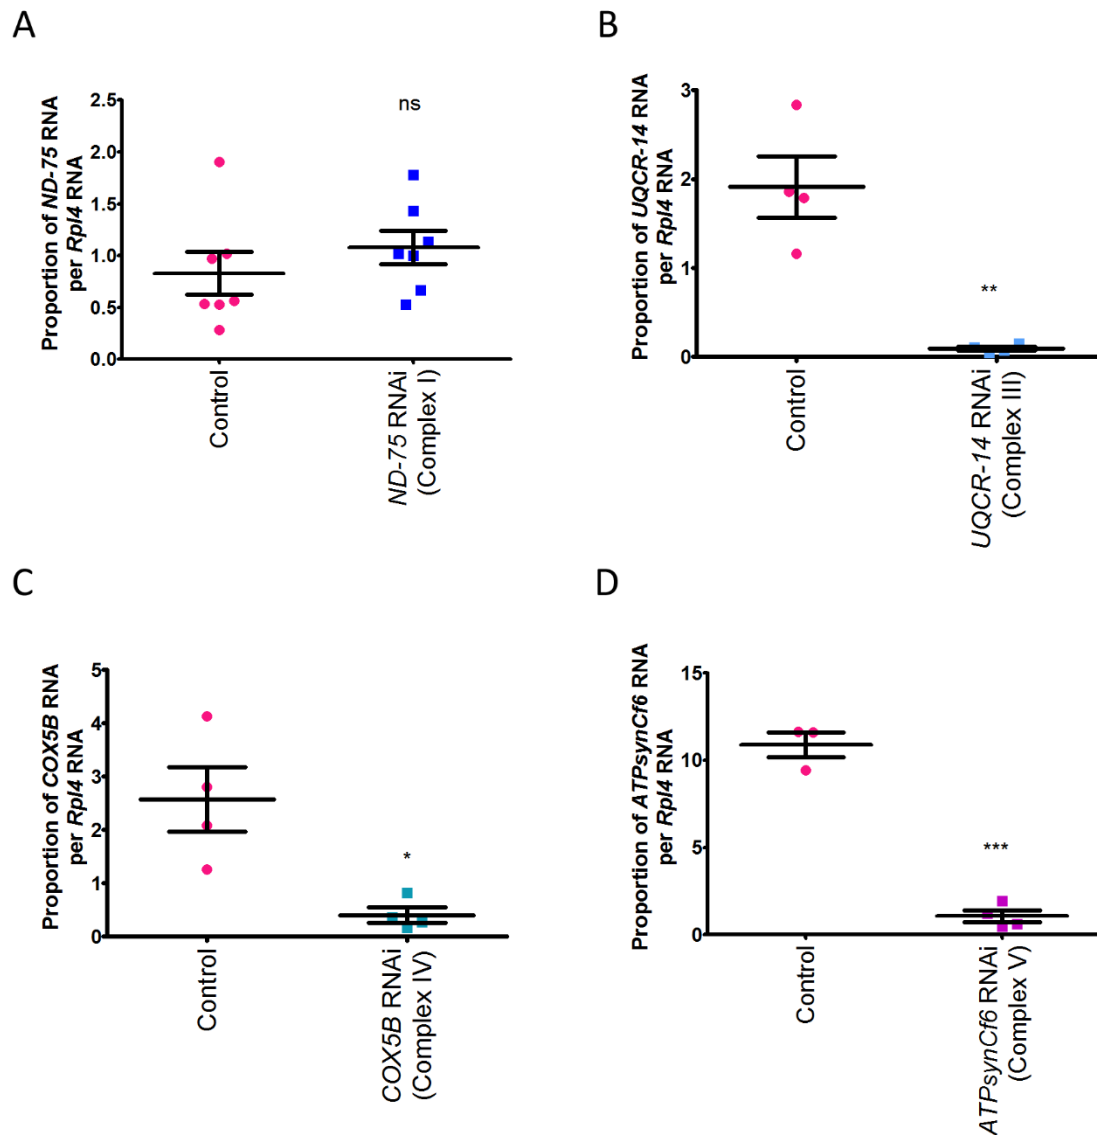 A
Proportion of ND-75 RNA
per Rpl4 RNA
2.5
2.0
1.5
1.0
0.5
0.0
ns
Control
ND-75 RNAi
(Complex I)
B
Proportion of UQCR-14 RNA
per Rpl4 RNA
3
2
1
0
**
Control
UQCR-14 RNAi
(Complex III)
C
Proportion of COX5B RNA
per Rpl4 RNA
5
4
3
2
1
0
*
Control
COX5B RNAi
(Complex IV)
D
Proportion of ATPsynCf6 RNA
per Rpl4 RNA
15
10
5
0
***
Control
ATPsynCf6 RNAi
(Complex V)